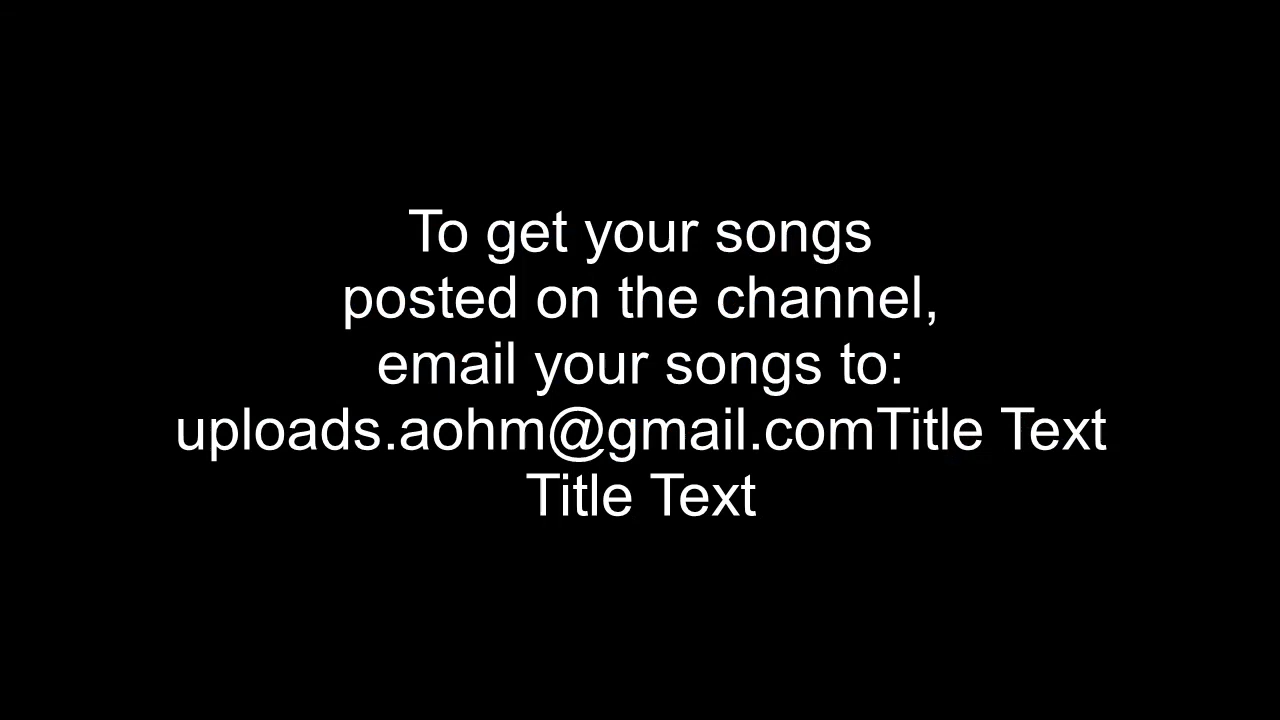 To get your songs
posted on the channel,
email your songs to:
uploads.aohm@gmail.comTitle Text
Title Text